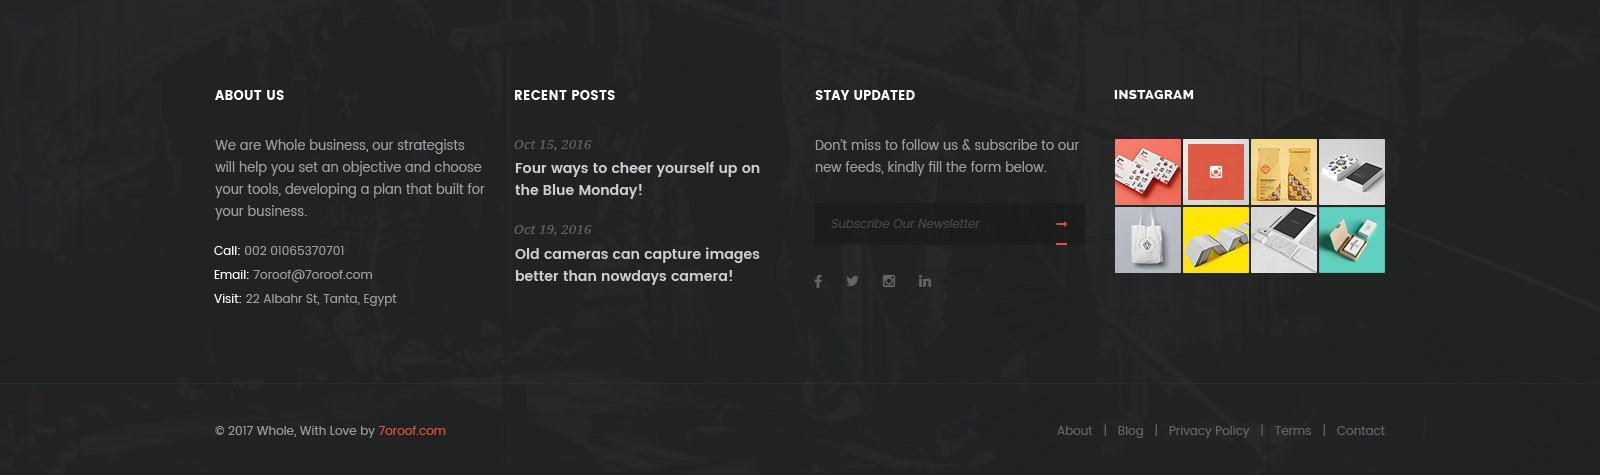 ABOUT US
We are Whole business, our strategists
will help you set an objective and choose
your tools, developing a plan that built for
your business.
Call: 002 01065370701
Email: 7oroof@7oroof.com
Visit: 22 Albahr St, Tanta, Egypt
RECENT POSTS
Oct 15, 2016
Four ways to cheer yourself up on
the Blue Monday!
Oct 19, 2016
Old cameras can capture images
better than nowdays camera!
STAY UPDATED
Don't miss to follow us & subscribe to our
new feeds, kindly fill the form below.
Subscribe Our Newsletter
INSTAGRAM
© 2017 Whole, With Love by 7oroof.com
About | Blog | Privacy Policy | Terms | Contact